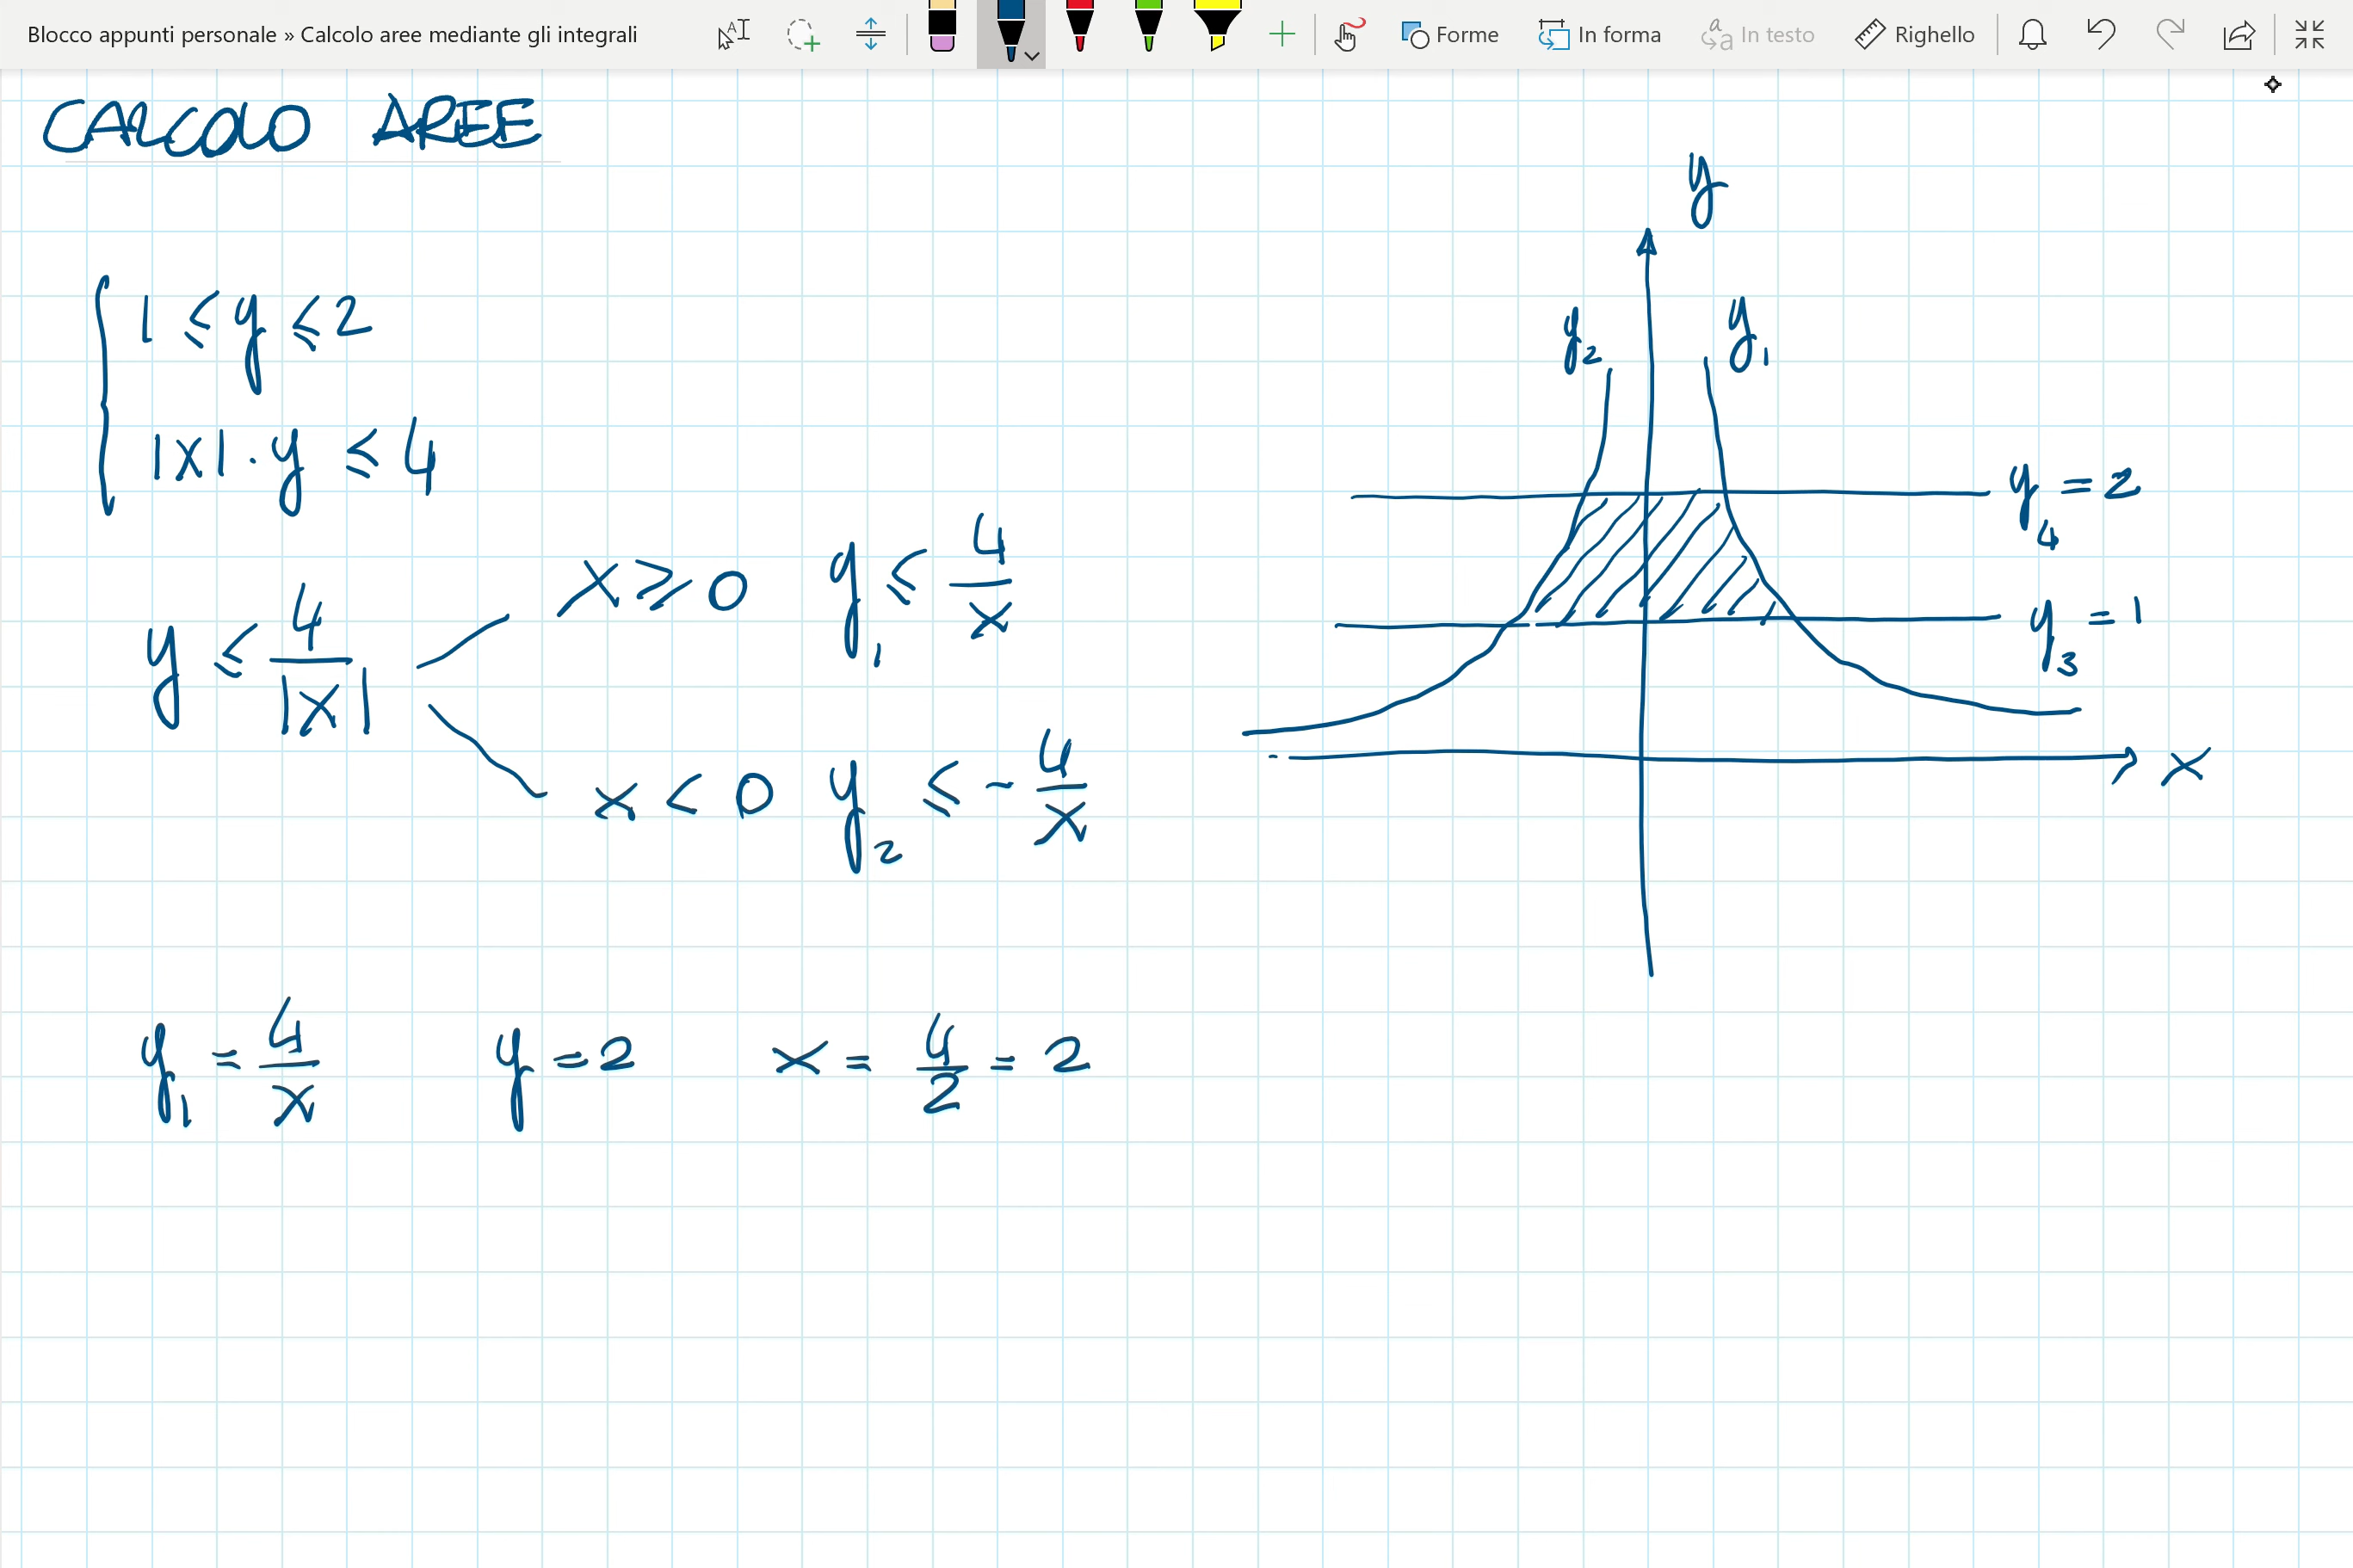 Blocco appunti personale » Calcolo aree mediante gli integrali
Forme In forma In testo Righello
CALCOLO AREE
1 ≤ y ≤ 2
|x| · y ≤ 4
y ≤ 4/|x|
x ≥ 0 y₁ ≤ 4/x
x < 0 y₂ ≤ - 4/x
y₁ = 4/x y = 2 x = 4/2 = 2
y
y₂ y₁
y₄ = 2
y₃ = 1
x